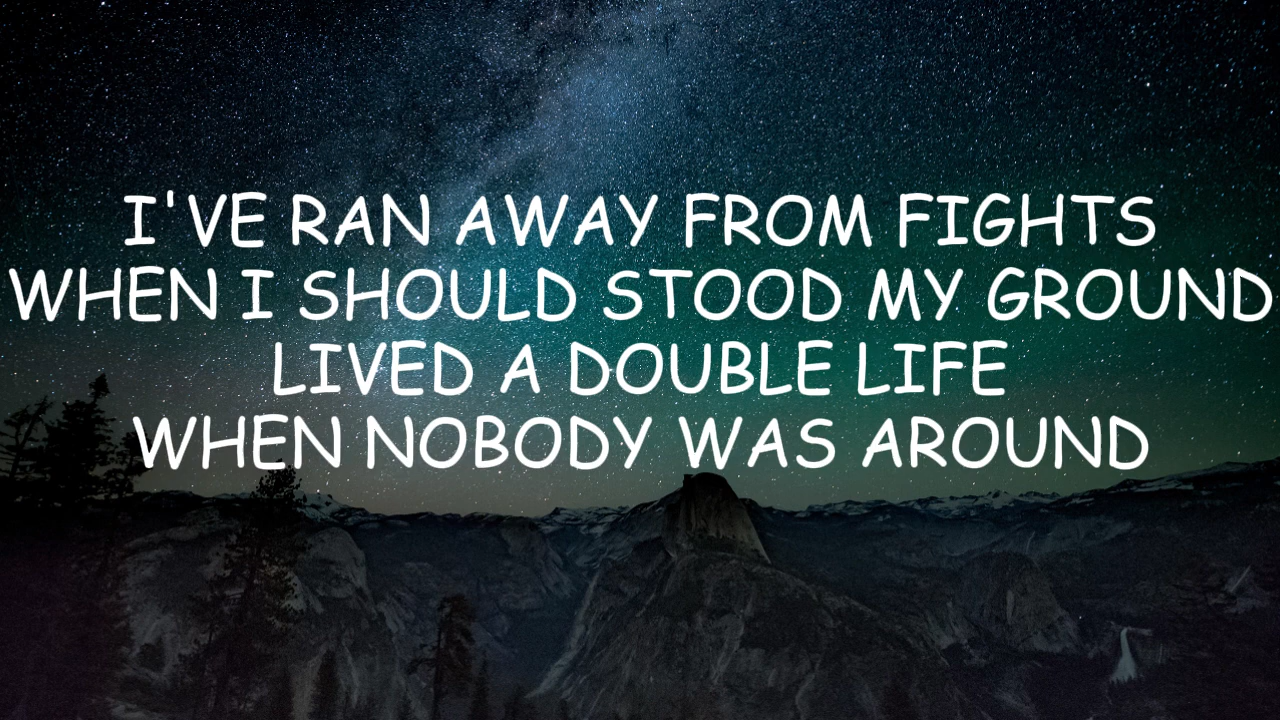 I'VE RAN AWAY FROM FIGHTS
WHEN I SHOULD STOOD MY GROUND
LIVED A DOUBLE LIFE
WHEN NOBODY WAS AROUND